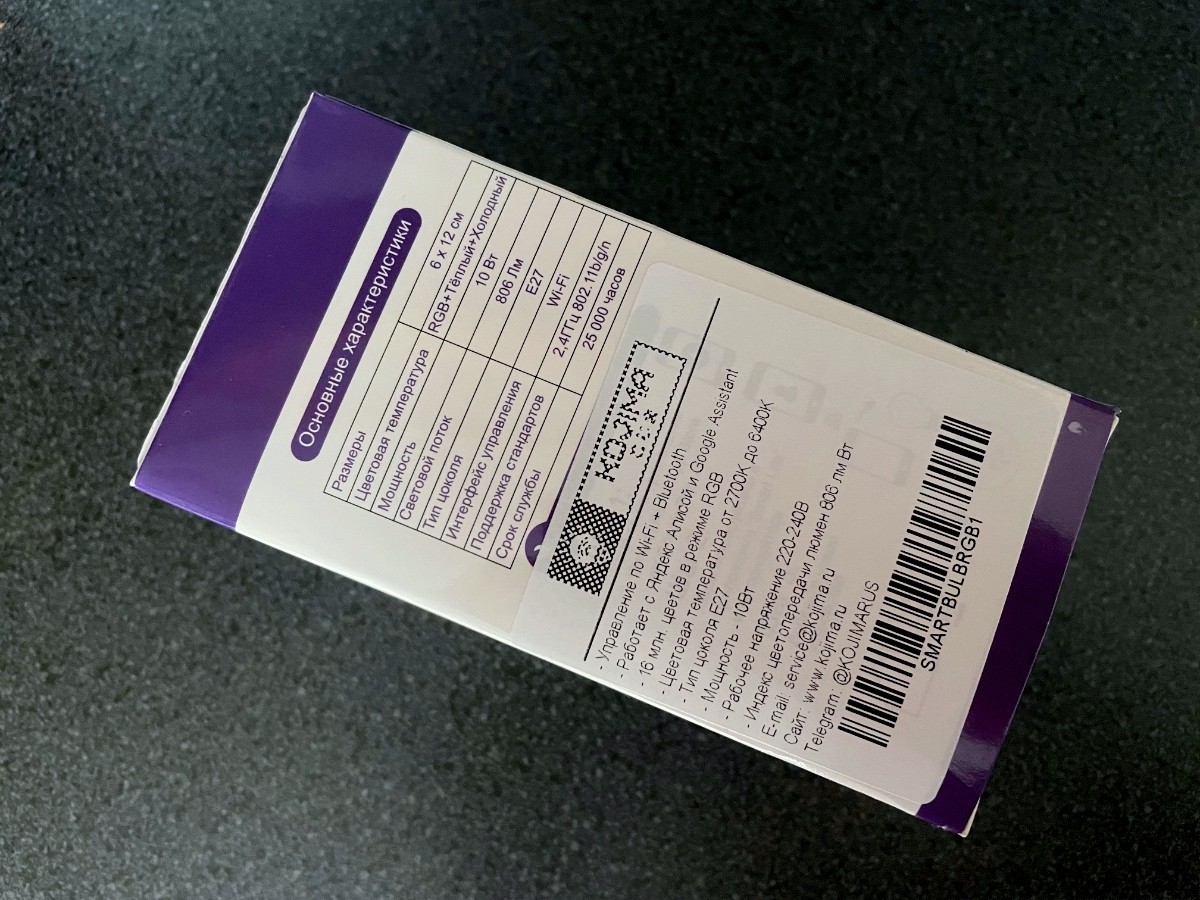 Основные характеристики
Размеры 6 x 12 см
Цветовая температура RGB+Тёплый+Холодный
Мощность 10 Вт
Световой поток 806 Лм
Тип цоколя E27
Интерфейс управления Wi-Fi
Поддержка стандартов 2,4ГГц 802.11b/g/n
Срок службы 25 000 часов
KOJIMA
- Управление по Wi-Fi + Bluetooth
- Работает с Яндекс Алисой и Google Assistant
- 16 млн. цветов в режиме RGB
- Цветовая температура от 2700К до 6400К
- Тип цоколя E27
- Мощность - 10Вт
- Рабочее напряжение 220-240В
- Индекс цветопередачи люмен 806 лм Вт
E-mail: service@kojima.ru
Сайт: www.kojima.ru
Telegram: @KOJIMARUS
SMARTBULBRGB1